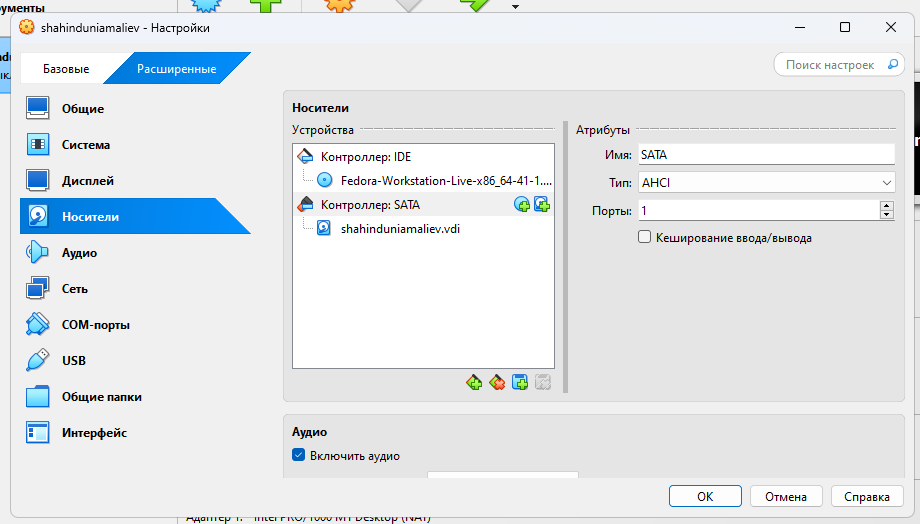 рументы
shahinduniamaliev - Настройки
Базовые
Расширенные
Поиск настроек
Общие
Система
Дисплей
Носители
Аудио
Сеть
COM-порты
USB
Общие папки
Интерфейс
Носители
Устройства
Контроллер: IDE
Fedora-Workstation-Live-x86_64-41-1....
Контроллер: SATA
shahinduniamaliev.vdi
Атрибуты
Имя: SATA
Тип: AHCI
Порты: 1
Кеширование ввода/вывода
Аудио
Включить аудио
OK
Отмена
Справка
Адаптер 1: Intel PRO/1000 MT Desktop (NAT)